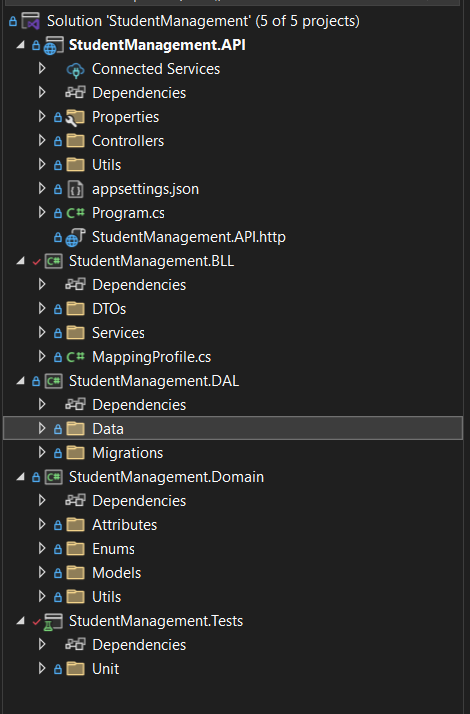 Solution 'StudentManagement' (5 of 5 projects)
StudentManagement.API
Connected Services
Dependencies
Properties
Controllers
Utils
appsettings.json
C# Program.cs
StudentManagement.API.http
C# StudentManagement.BLL
Dependencies
DTOs
Services
C# MappingProfile.cs
C# StudentManagement.DAL
Dependencies
Data
Migrations
C# StudentManagement.Domain
Dependencies
Attributes
Enums
Models
Utils
StudentManagement.Tests
Dependencies
Unit